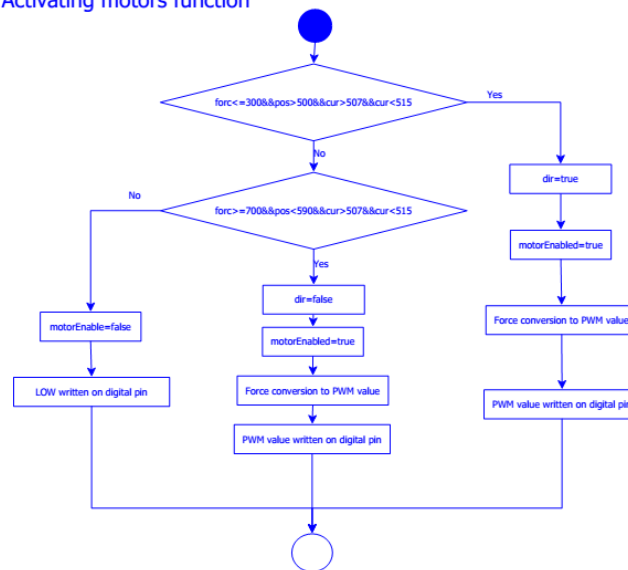 Activating motors function
forc<=300&&pos>500&&cur>507&&cur<515
Yes
No
dir=true
No
forc>=700&&pos<590&&cur>507&&cur<515
motorEnabled=true
Yes
dir=false
motorEnable=false
motorEnabled=true
Force conversion to PWM value
LOW written on digital pin
Force conversion to PWM value
PWM value written on digital pin
PWM value written on digital pin